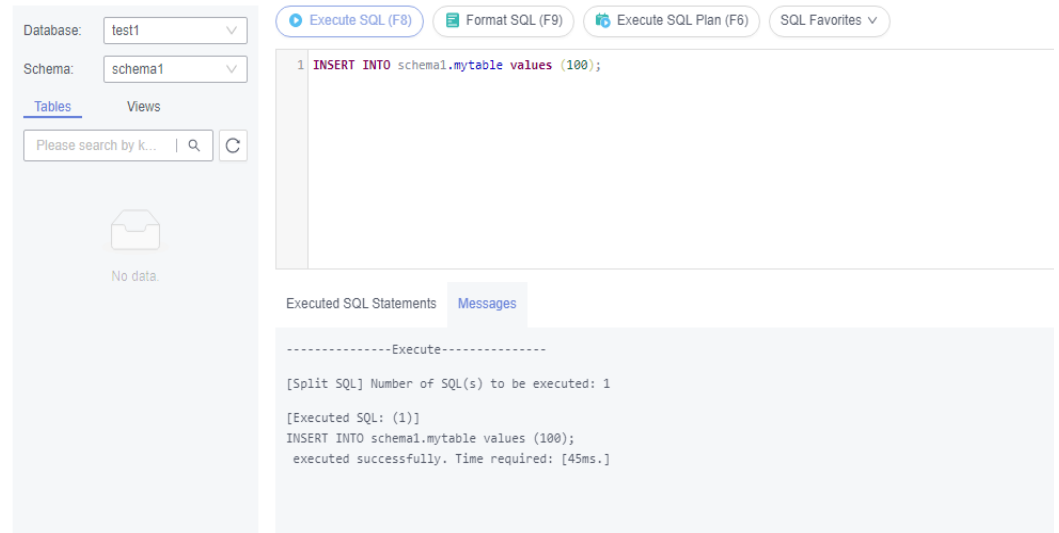 Database: test1
Schema: schema1
Tables Views
Please search by k...
No data.
Execute SQL (F8) Format SQL (F9) Execute SQL Plan (F6) SQL Favorites
1 INSERT INTO schema1.mytable values (100);
Executed SQL Statements Messages
---------------Execute---------------
[Split SQL] Number of SQL(s) to be executed: 1
[Executed SQL: (1)]
INSERT INTO schema1.mytable values (100);
executed successfully. Time required: [45ms.]